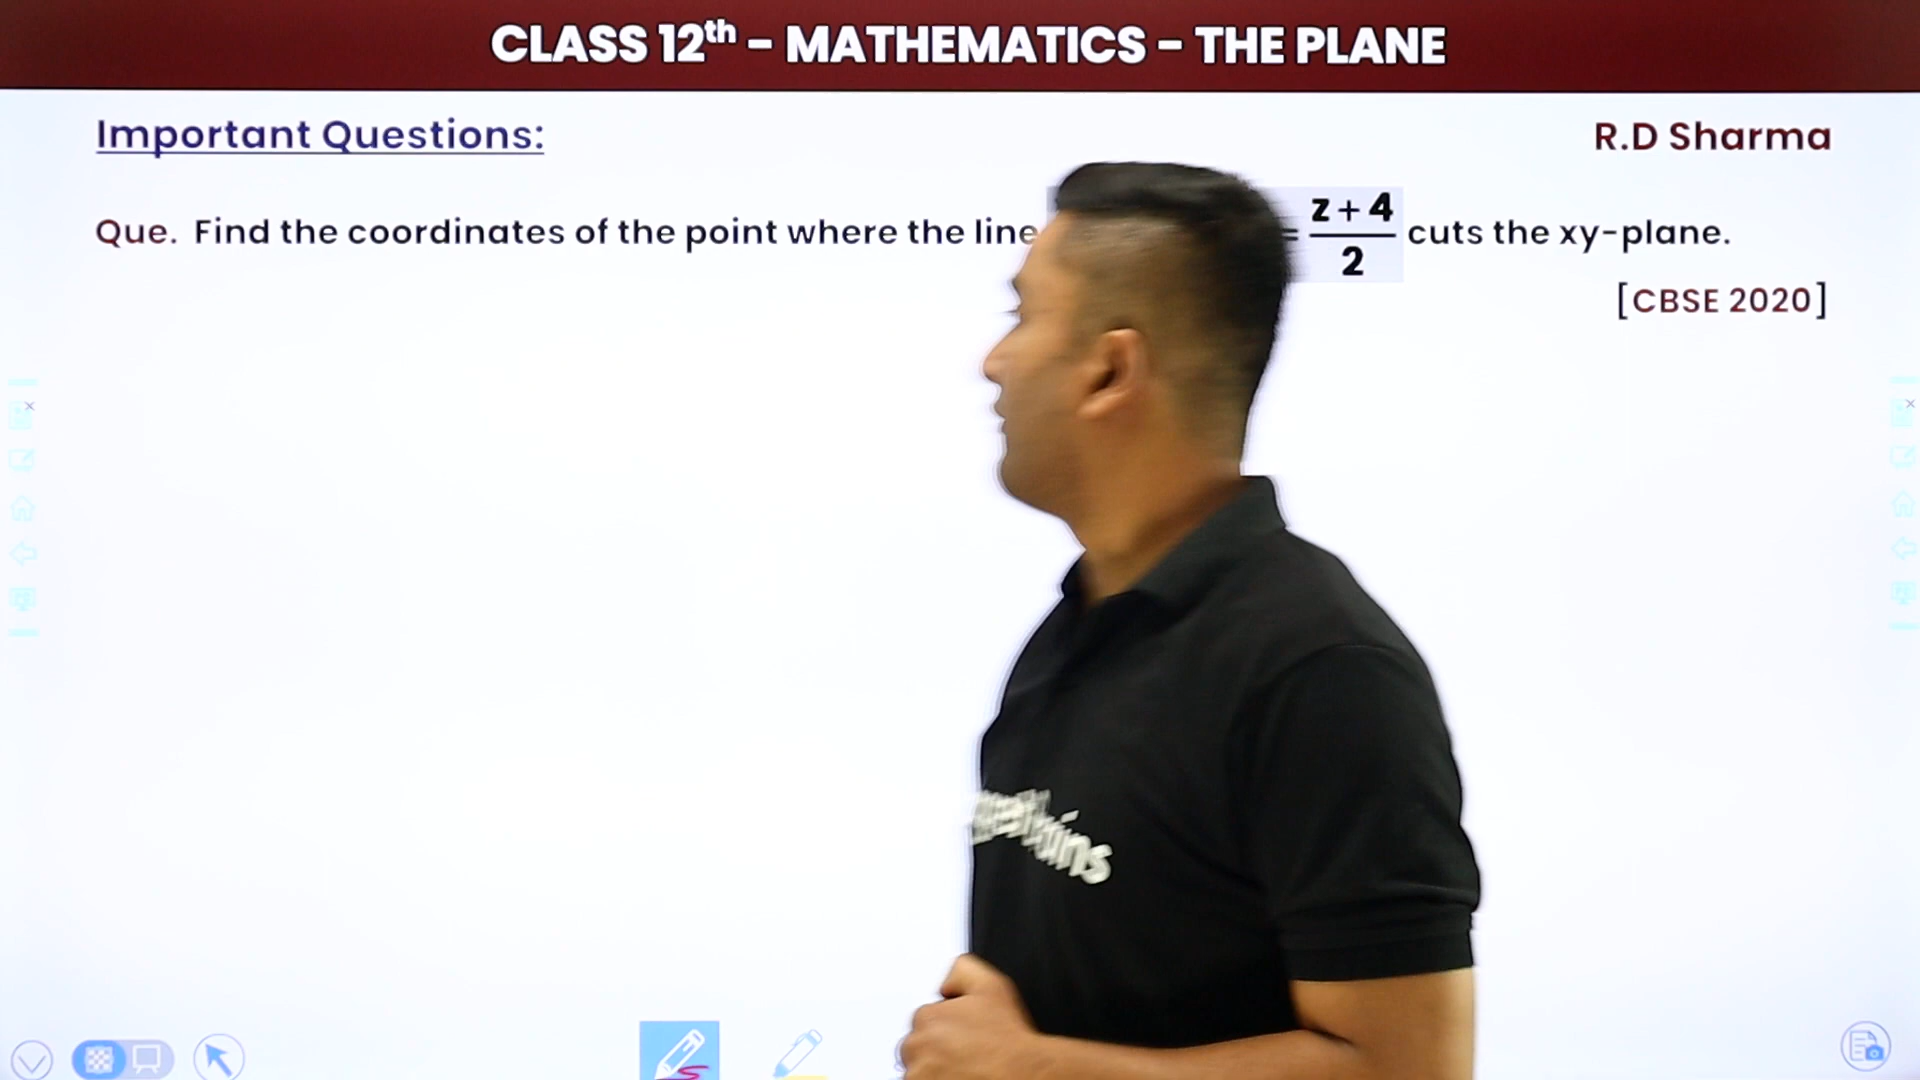 CLASS 12th - MATHEMATICS - THE PLANE
Important Questions:
R.D Sharma
Que. Find the coordinates of the point where the line = z + 4 / 2 cuts the xy-plane.
[CBSE 2020]